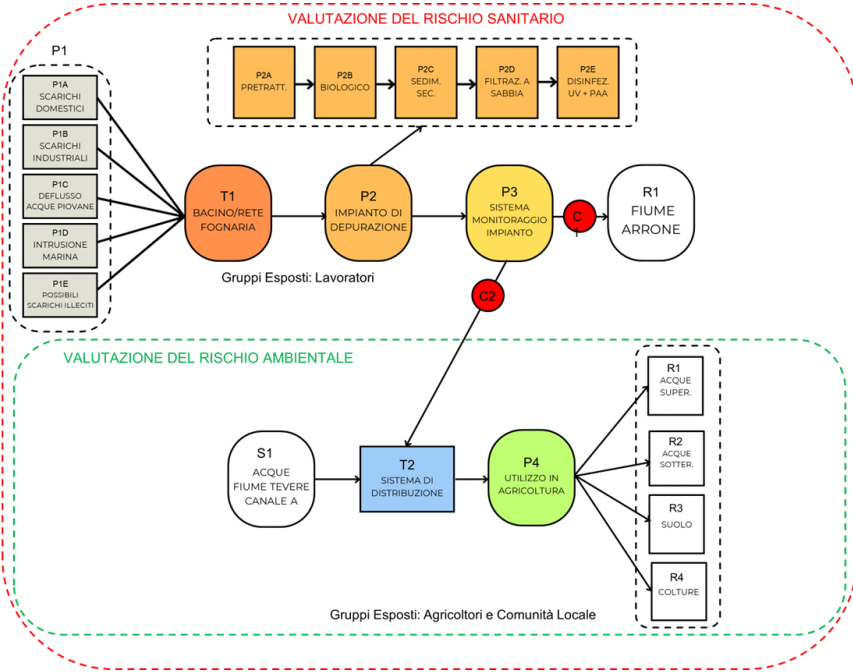 VALUTAZIONE DEL RISCHIO SANITARIO
P1
P1A
SCARICHI
DOMESTICI
P1B
SCARICHI
INDUSTRIALI
P1C
DEFLUSSO
ACQUE PIOVANE
P1D
INTRUSIONE
MARINA
P1E
POSSIBILI
SCARICHI ILLECITI
P2A
PRETRATT.
P2B
BIOLOGICO
P2C
SEDIM.
SEC.
P2D
FILTRAZ. A
SABBIA
P2E
DISINFEZ.
UV + PAA
T1
BACINO/RETE
FOGNARIA
P2
IMPIANTO DI
DEPURAZIONE
P3
SISTEMA
MONITORAGGIO
IMPIANTO
C
1
R1
FIUME
ARRONE
Gruppi Esposti: Lavoratori
C2
VALUTAZIONE DEL RISCHIO AMBIENTALE
S1
ACQUE
FIUME TEVERE
CANALE A
T2
SISTEMA DI
DISTRIBUZIONE
P4
UTILIZZO IN
AGRICOLTURA
R1
ACQUE
SUPER.
R2
ACQUE
SOTTER.
R3
SUOLO
R4
COLTURE
Gruppi Esposti: Agricoltori e Comunità Locale